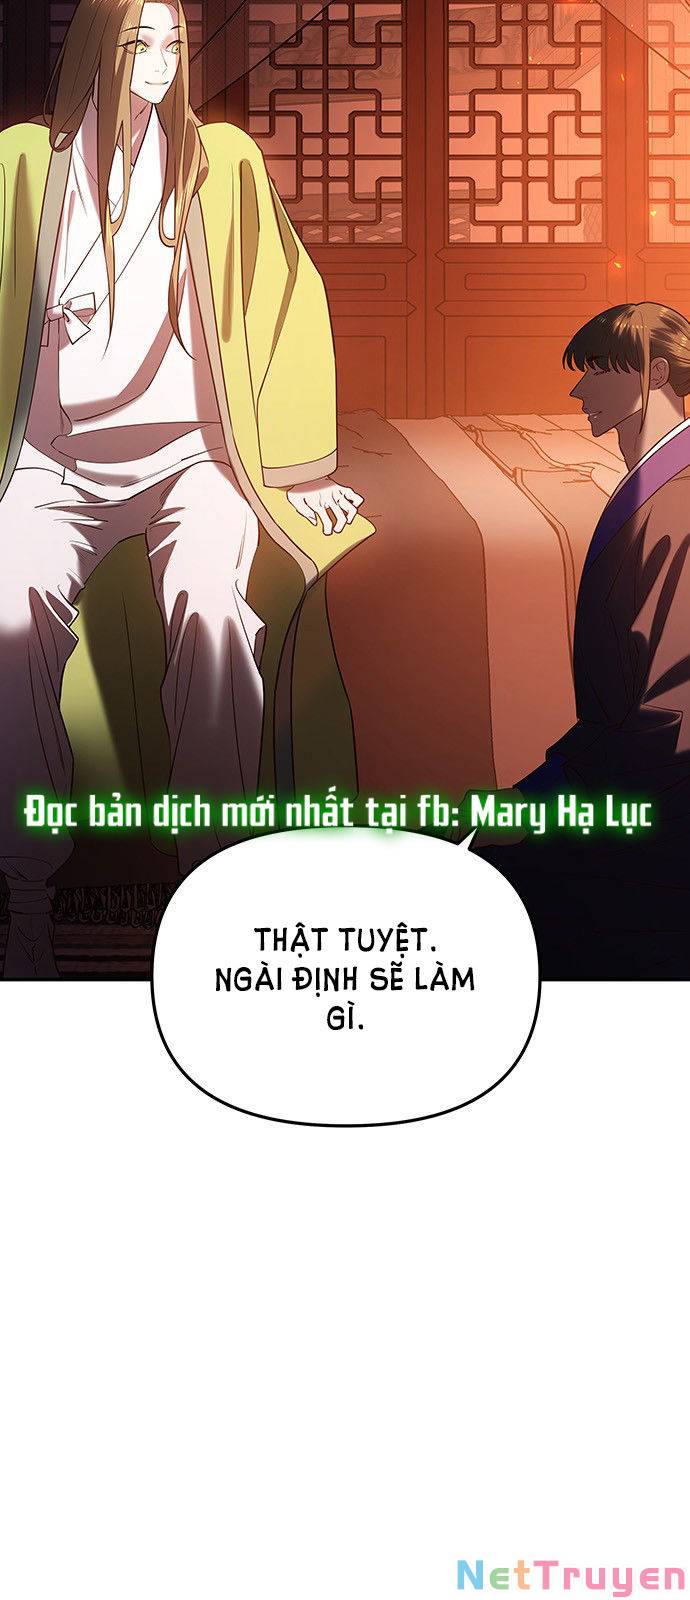 Đọc bản dịch mới nhất tại fb: Mary Hạ Lục
THẬT TUYỆT.
NGÀI ĐỊNH SẼ LÀM
GÌ.
NetTruyen